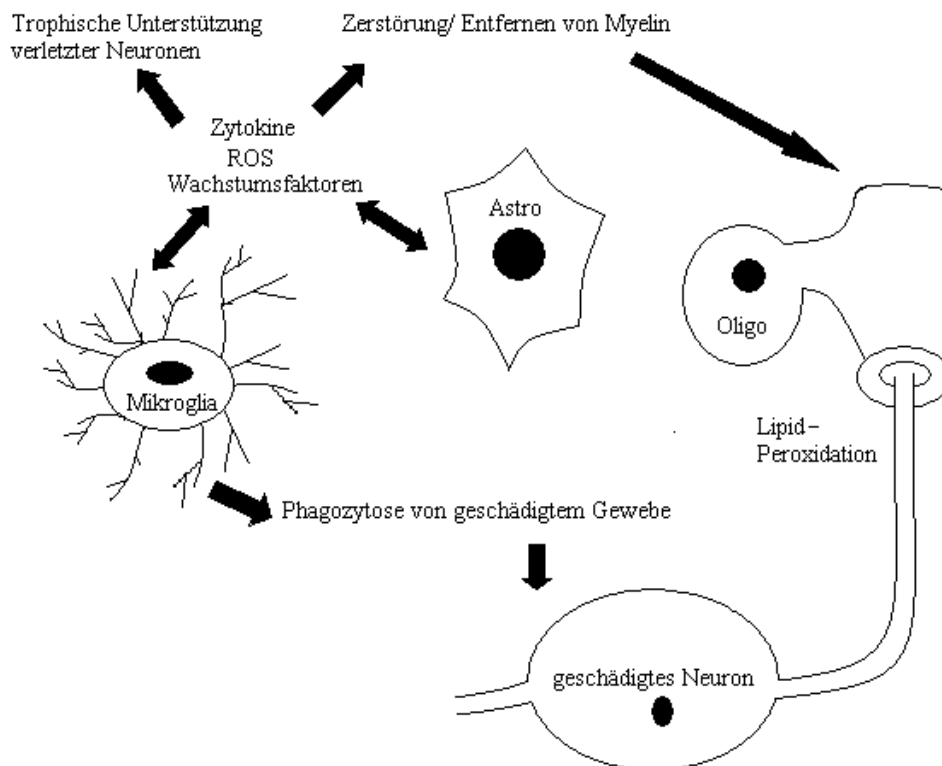 Trophische Unterstützung
verletzter Neuronen
Zerstörung/ Entfernen von Myelin
Zytokine
ROS
Wachstumsfaktoren
Astro
Oligo
Mikroglia
Lipid-
Peroxidation
Phagozytose von geschädigtem Gewebe
geschädigtes Neuron